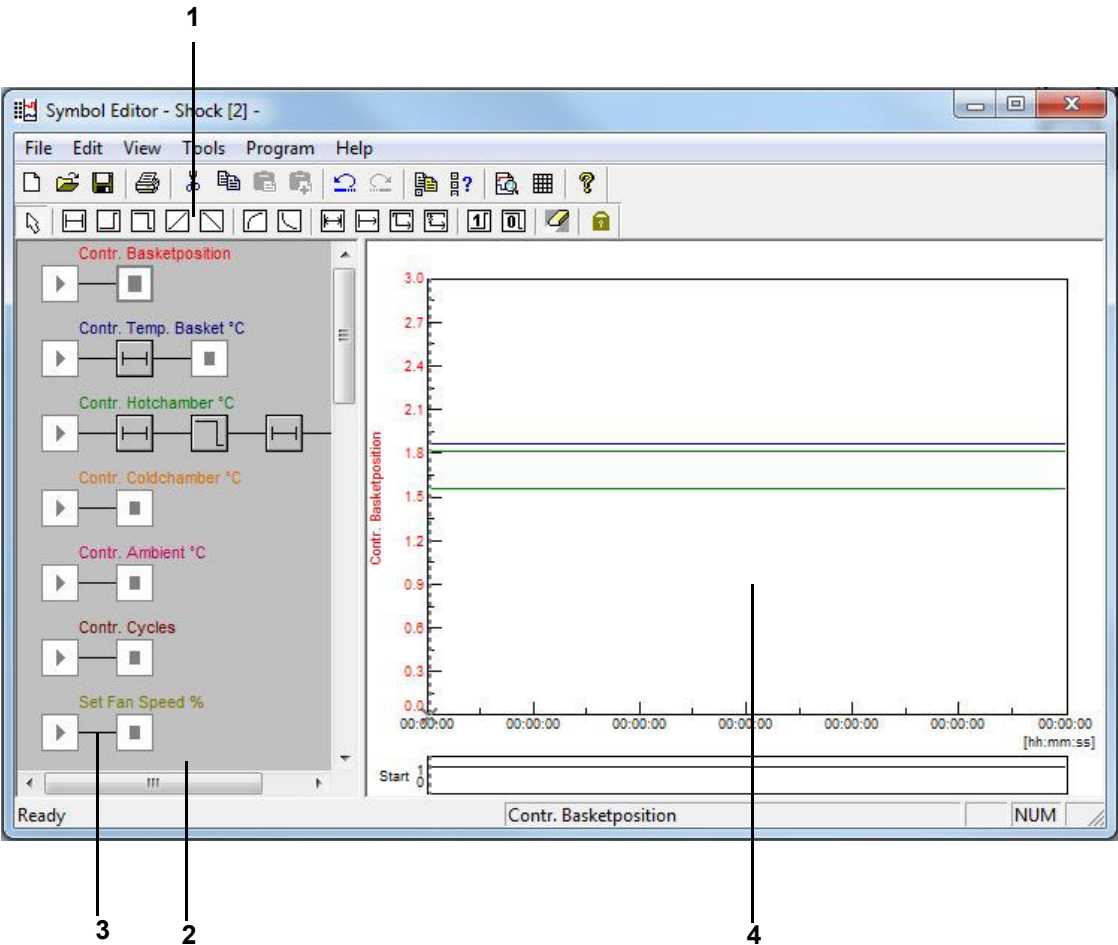 1
Symbol Editor - Shock [2] -
File Edit View Tools Program Help
Contr. Basketposition
Contr. Temp. Basket °C
Contr. Hotchamber °C
Contr. Coldchamber °C
Contr. Ambient °C
Contr. Cycles
Set Fan Speed %
Contr. Basketposition
3.0
2.7
2.4
2.1
1.8
1.5
1.2
0.9
0.6
0.3
0.0
00:00:00 00:00:00 00:00:00 00:00:00 00:00:00 00:00:00 00:00:00
[hh:mm:ss]
Start 1
0
Ready Contr. Basketposition NUM
3 2 4